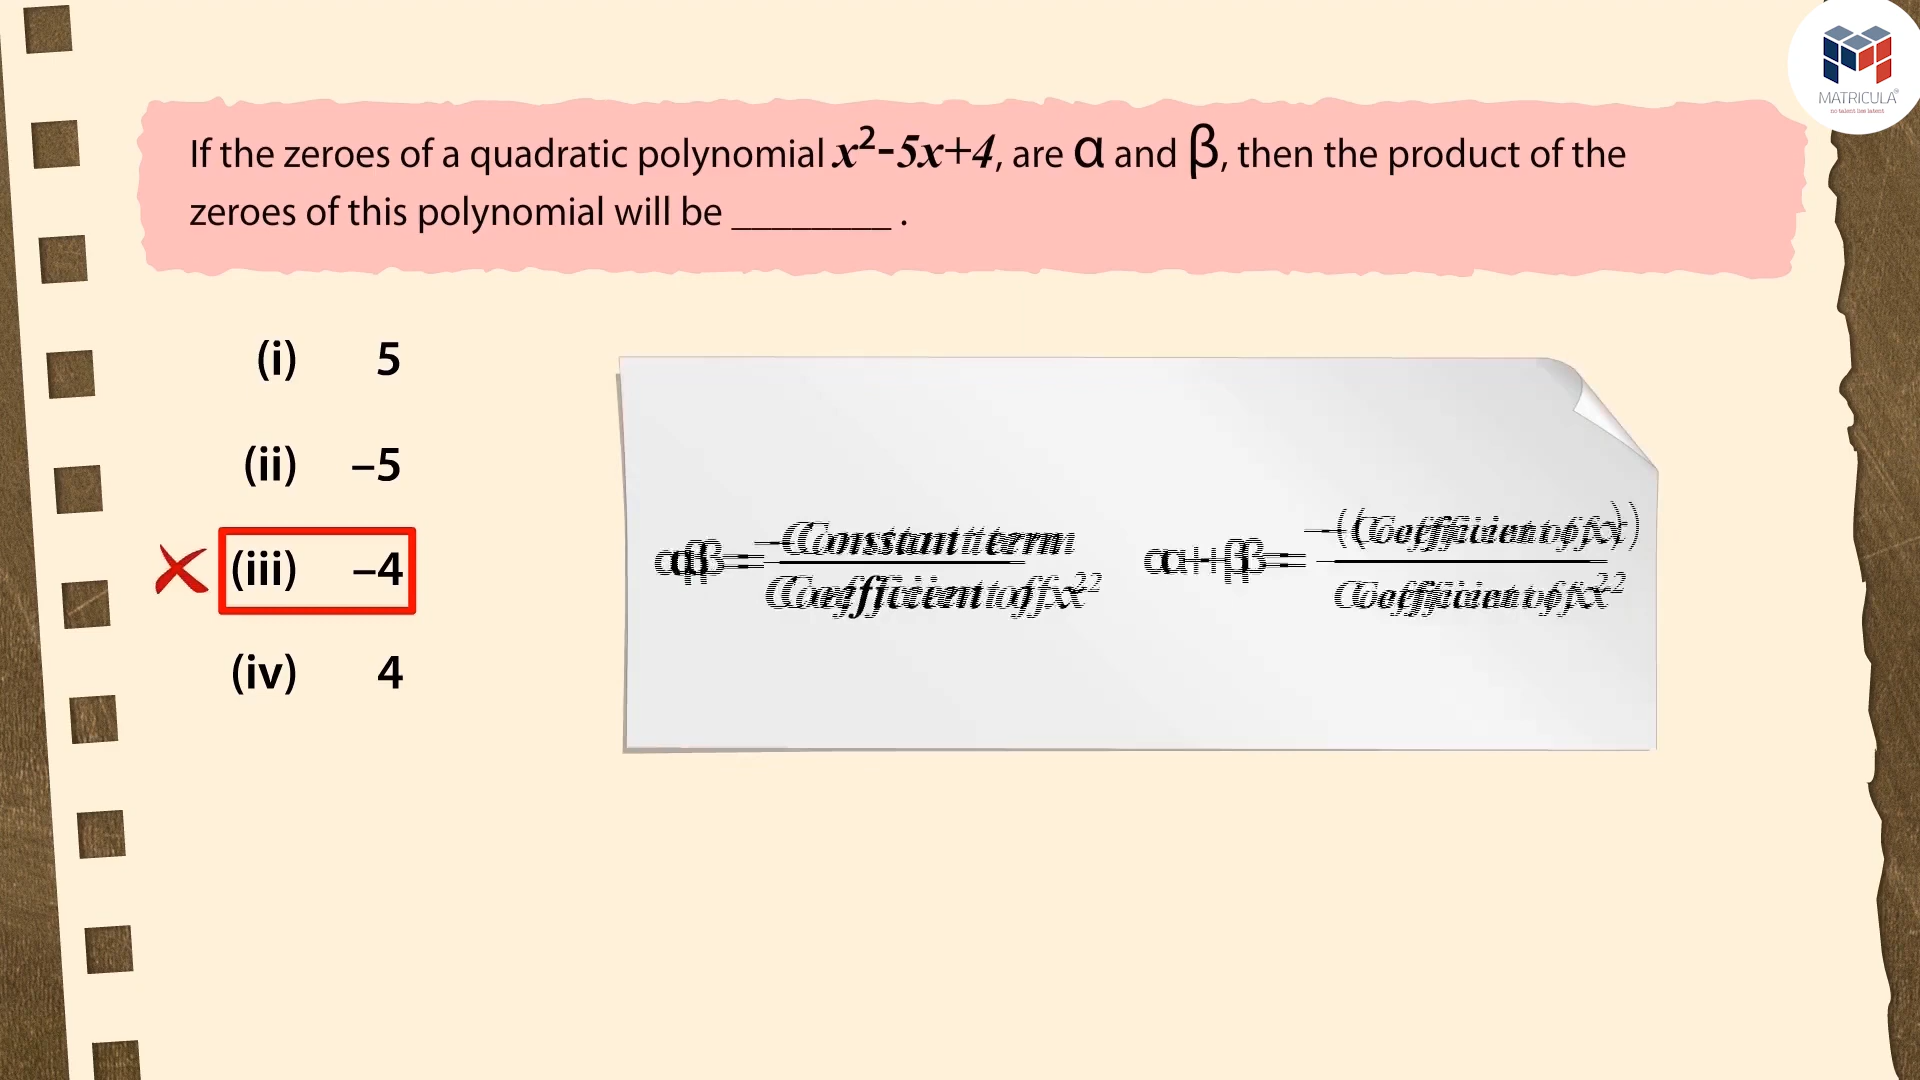 MATRICULA
If the zeroes of a quadratic polynomial x²-5x+4, are α and β, then the product of the
zeroes of this polynomial will be ________ .
(i) 5
(ii) –5
(iii) –4
(iv) 4
αβ = Constant term / Coefficient of x²
α+β = –(Coefficient of x) / Coefficient of x²